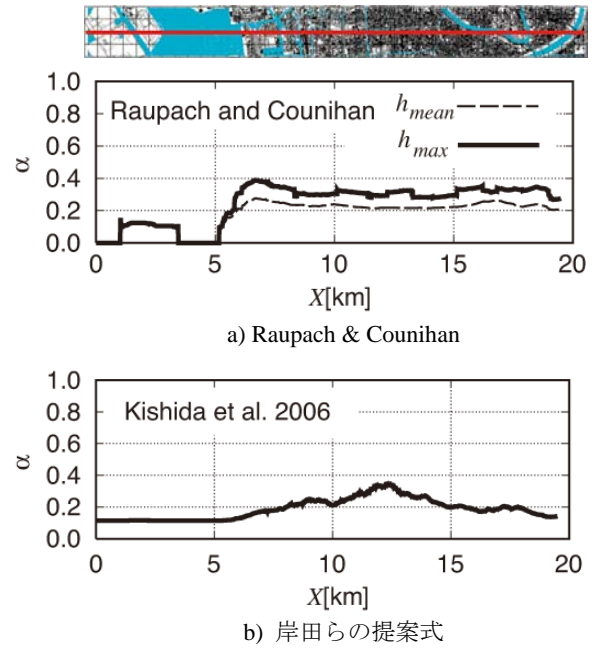 1.0
0.8
0.6
0.4
0.2
0.0
α
Raupach and Counihan
h_mean
h_max
0 5 10 15 20
X[km]
a) Raupach & Counihan
1.0
0.8
0.6
0.4
0.2
0.0
α
Kishida et al. 2006
0 5 10 15 20
X[km]
b) 岸田らの提案式